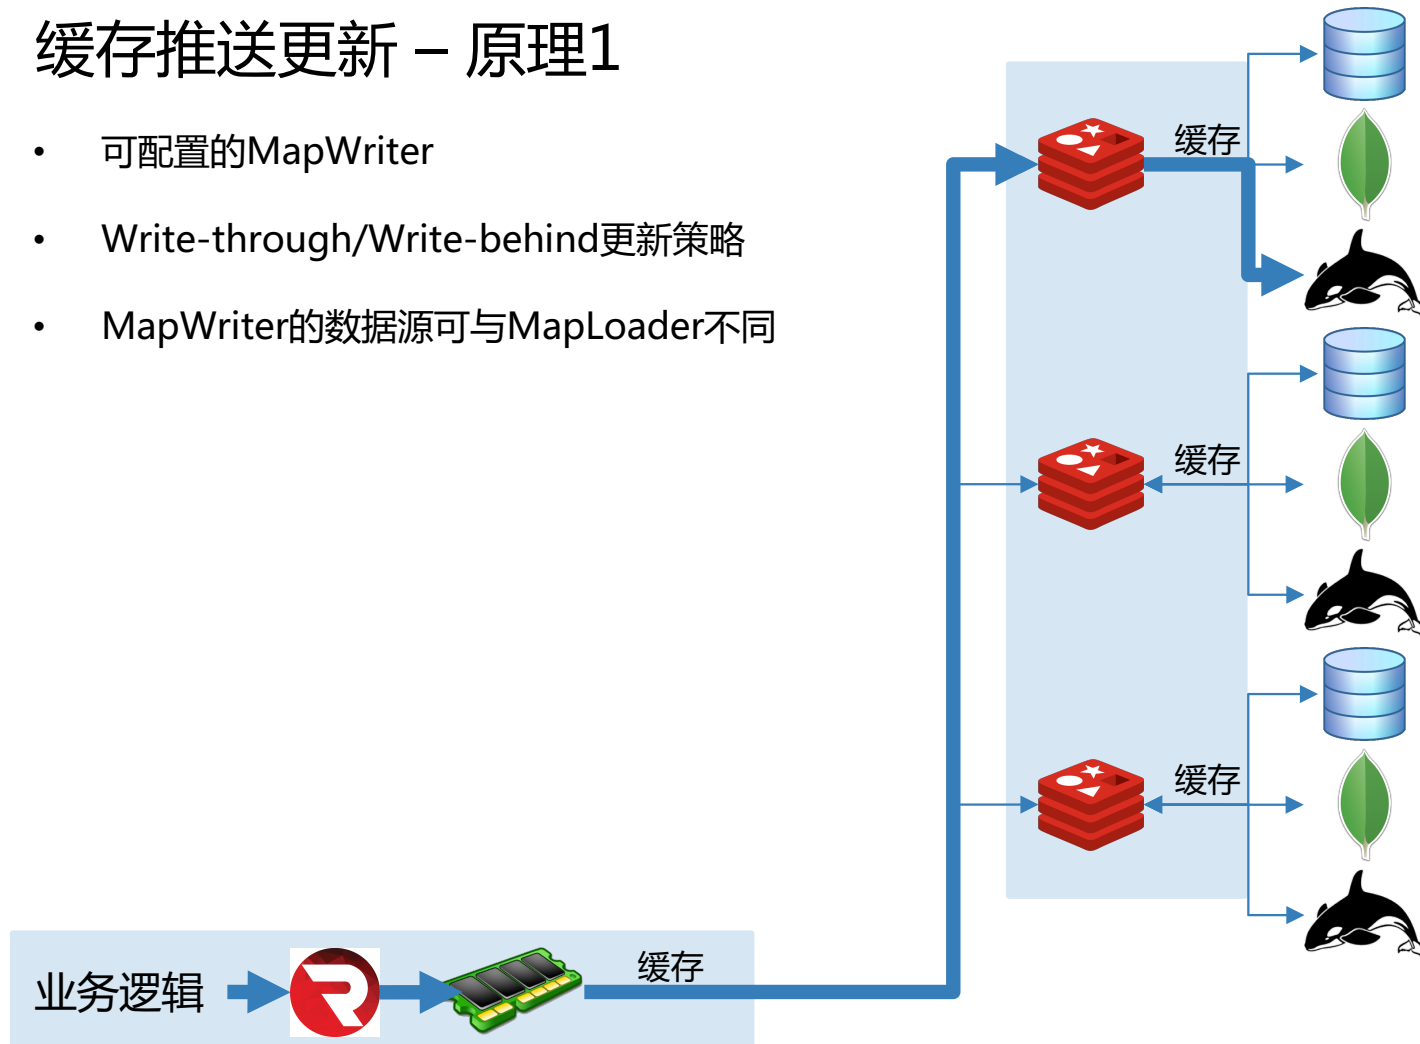 缓存推送更新 – 原理1
• 可配置的MapWriter
• Write-through/Write-behind更新策略
• MapWriter的数据源可与MapLoader不同
缓存
缓存
缓存
业务逻辑
缓存